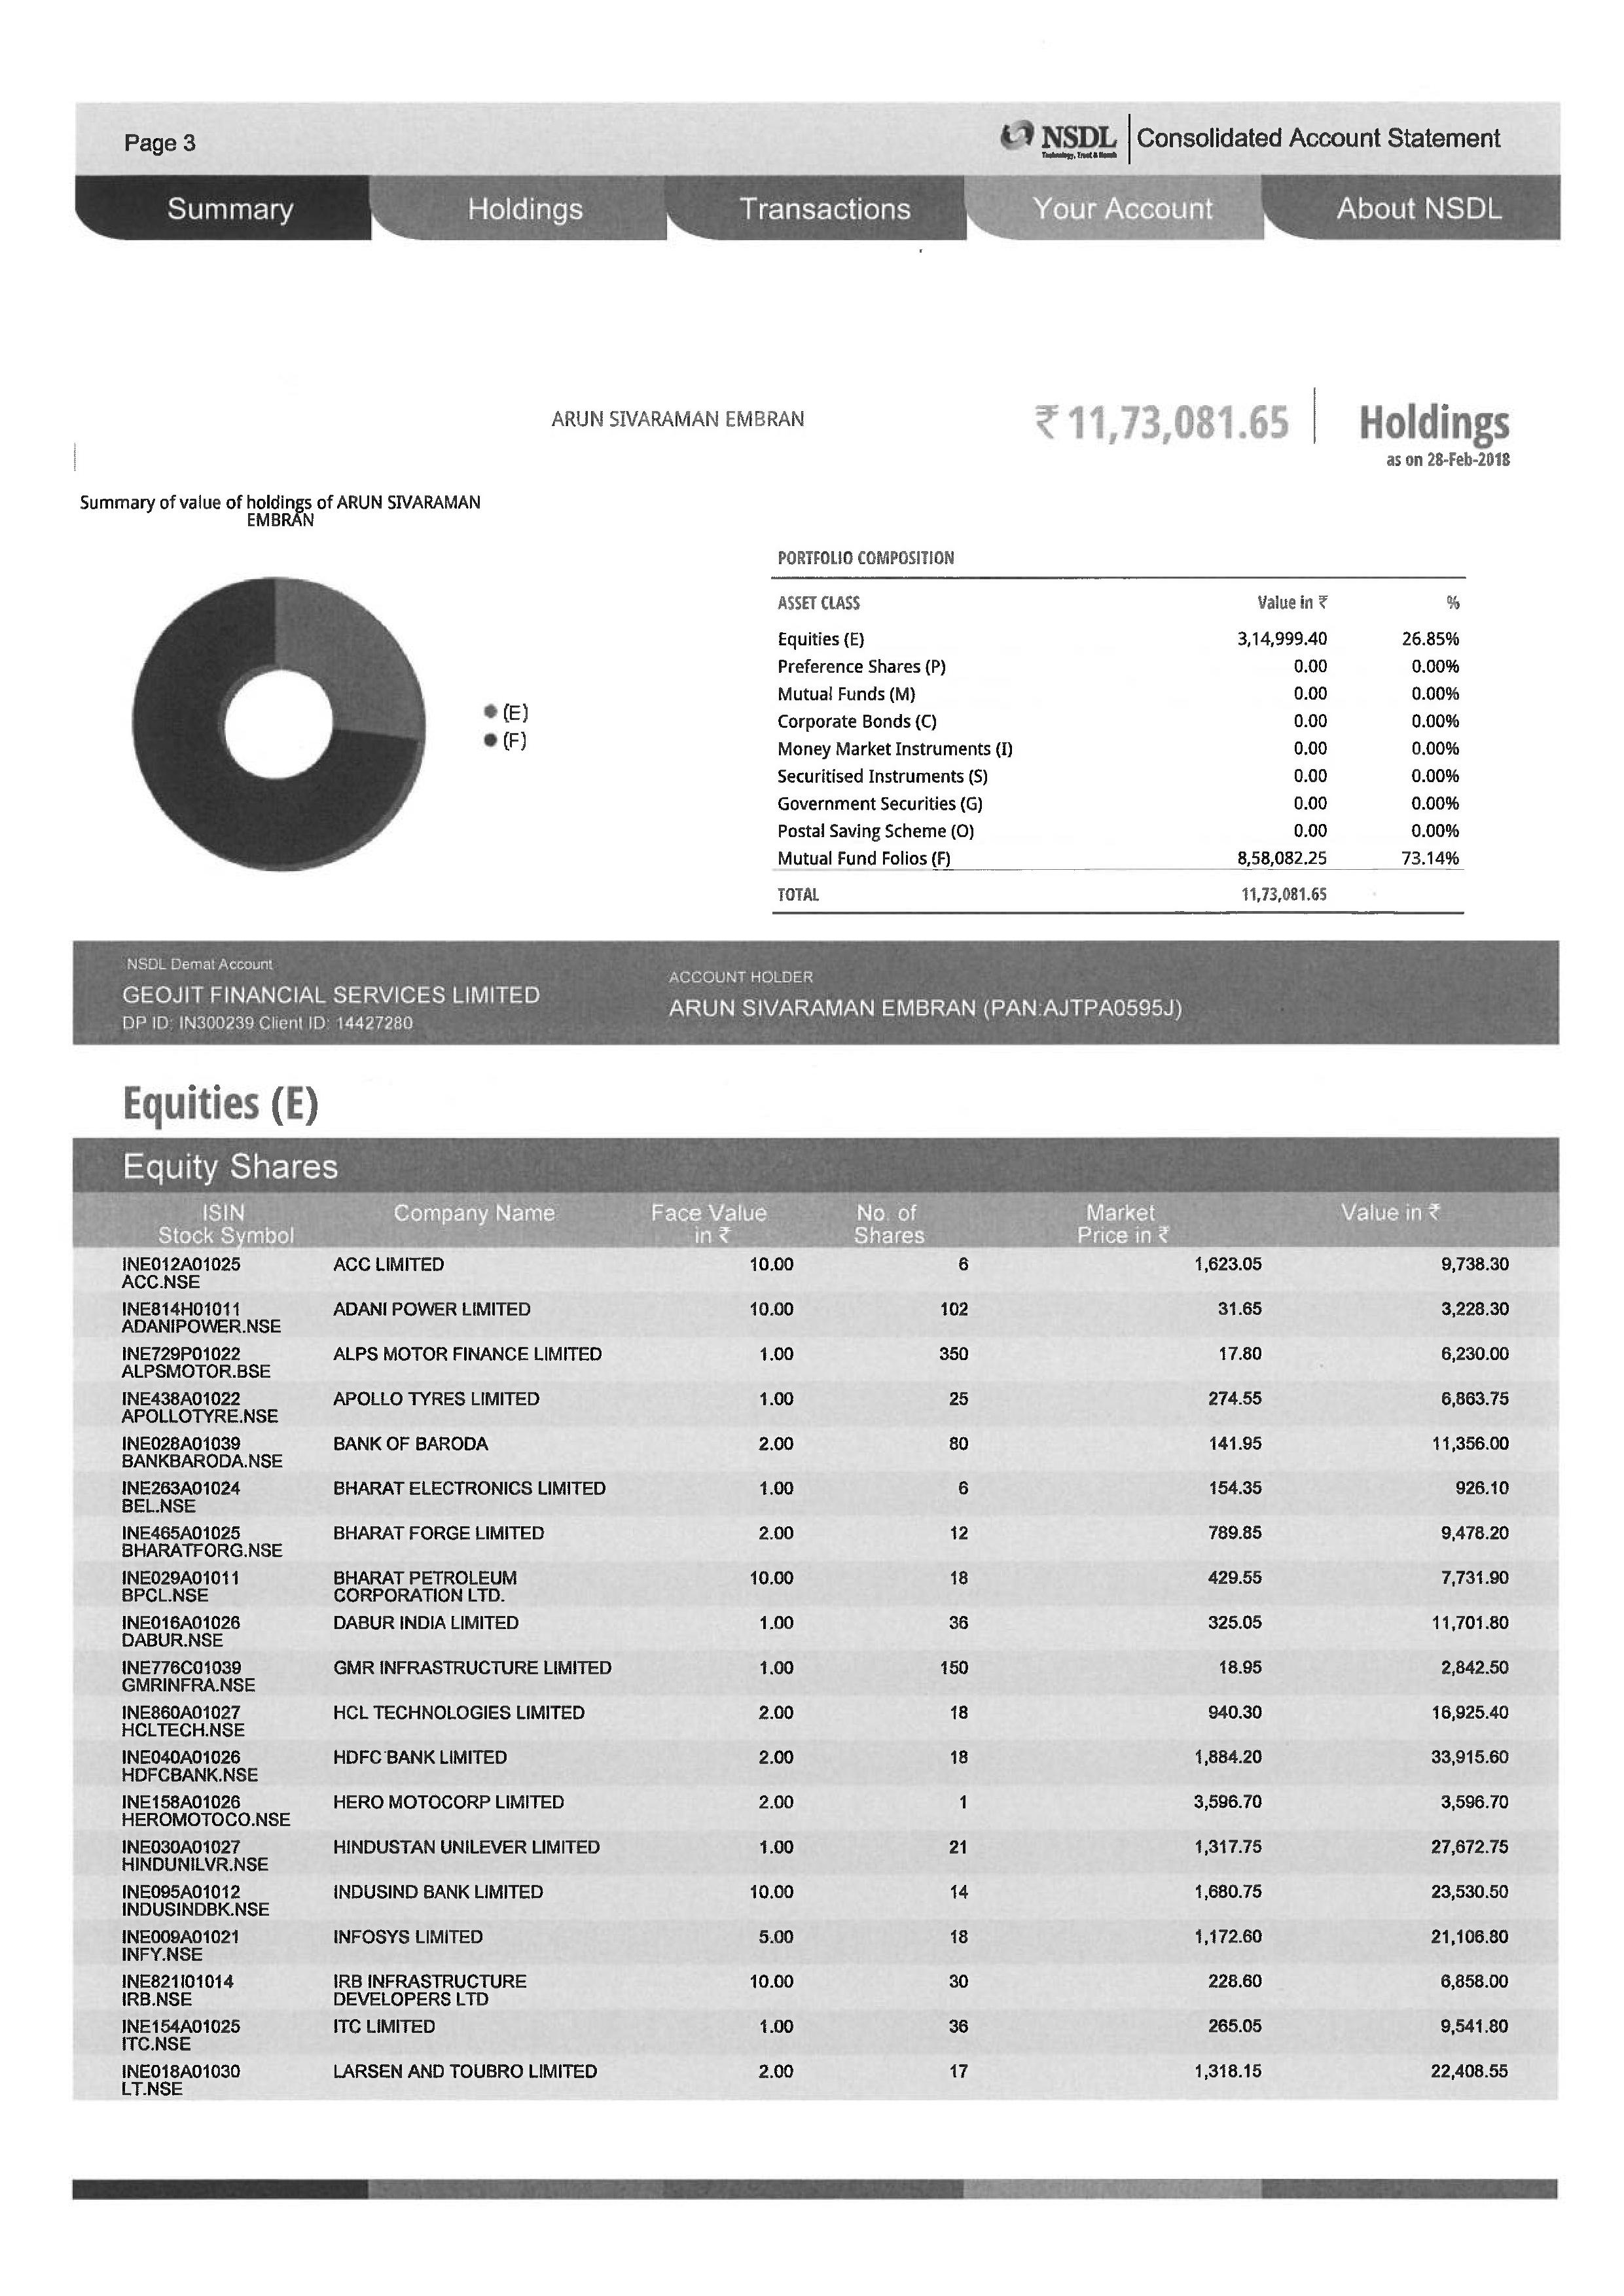 Page 3
NSDL
Technology, Trust & Reach
Consolidated Account Statement
Summary Holdings Transactions Your Account About NSDL
ARUN SIVARAMAN EMBRAN
₹ 11,73,081.65
Holdings
as on 28-Feb-2018
Summary of value of holdings of ARUN SIVARAMAN
EMBRAN
(E)
(F)
PORTFOLIO COMPOSITION
ASSET CLASS Value in ₹ %
Equities (E) 3,14,999.40 26.85%
Preference Shares (P) 0.00 0.00%
Mutual Funds (M) 0.00 0.00%
Corporate Bonds (C) 0.00 0.00%
Money Market Instruments (I) 0.00 0.00%
Securitised Instruments (S) 0.00 0.00%
Government Securities (G) 0.00 0.00%
Postal Saving Scheme (O) 0.00 0.00%
Mutual Fund Folios (F) 8,58,082.25 73.14%
TOTAL 11,73,081.65
NSDL Demat Account
GEOJIT FINANCIAL SERVICES LIMITED
DP ID: IN300239 Client ID: 14427280
ACCOUNT HOLDER
ARUN SIVARAMAN EMBRAN (PAN:AJTPA0595J)
Equities (E)
Equity Shares
ISIN Company Name Face Value No. of Market Value in ₹
Stock Symbol in ₹ Shares Price in ₹
INE012A01025 ACC LIMITED 10.00 6 1,623.05 9,738.30
ACC.NSE
INE814H01011 ADANI POWER LIMITED 10.00 102 31.65 3,228.30
ADANIPOWER.NSE
INE729P01022 ALPS MOTOR FINANCE LIMITED 1.00 350 17.80 6,230.00
ALPSMOTOR.BSE
INE438A01022 APOLLO TYRES LIMITED 1.00 25 274.55 6,863.75
APOLLOTYRE.NSE
INE028A01039 BANK OF BARODA 2.00 80 141.95 11,356.00
BANKBARODA.NSE
INE263A01024 BHARAT ELECTRONICS LIMITED 1.00 6 154.35 926.10
BEL.NSE
INE465A01025 BHARAT FORGE LIMITED 2.00 12 789.85 9,478.20
BHARATFORG.NSE
INE029A01011 BHARAT PETROLEUM 10.00 18 429.55 7,731.90
BPCL.NSE CORPORATION LTD.
INE016A01026 DABUR INDIA LIMITED 1.00 36 325.05 11,701.80
DABUR.NSE
INE776C01039 GMR INFRASTRUCTURE LIMITED 1.00 150 18.95 2,842.50
GMRINFRA.NSE
INE860A01027 HCL TECHNOLOGIES LIMITED 2.00 18 940.30 16,925.40
HCLTECH.NSE
INE040A01026 HDFC BANK LIMITED 2.00 18 1,884.20 33,915.60
HDFCBANK.NSE
INE158A01026 HERO MOTOCORP LIMITED 2.00 1 3,596.70 3,596.70
HEROMOTOCO.NSE
INE030A01027 HINDUSTAN UNILEVER LIMITED 1.00 21 1,317.75 27,672.75
HINDUNILVR.NSE
INE095A01012 INDUSIND BANK LIMITED 10.00 14 1,680.75 23,530.50
INDUSINDBK.NSE
INE009A01021 INFOSYS LIMITED 5.00 18 1,172.60 21,106.80
INFY.NSE
INE821I01014 IRB INFRASTRUCTURE 10.00 30 228.60 6,858.00
IRB.NSE DEVELOPERS LTD
INE154A01025 ITC LIMITED 1.00 36 265.05 9,541.80
ITC.NSE
INE018A01030 LARSEN AND TOUBRO LIMITED 2.00 17 1,318.15 22,408.55
LT.NSE